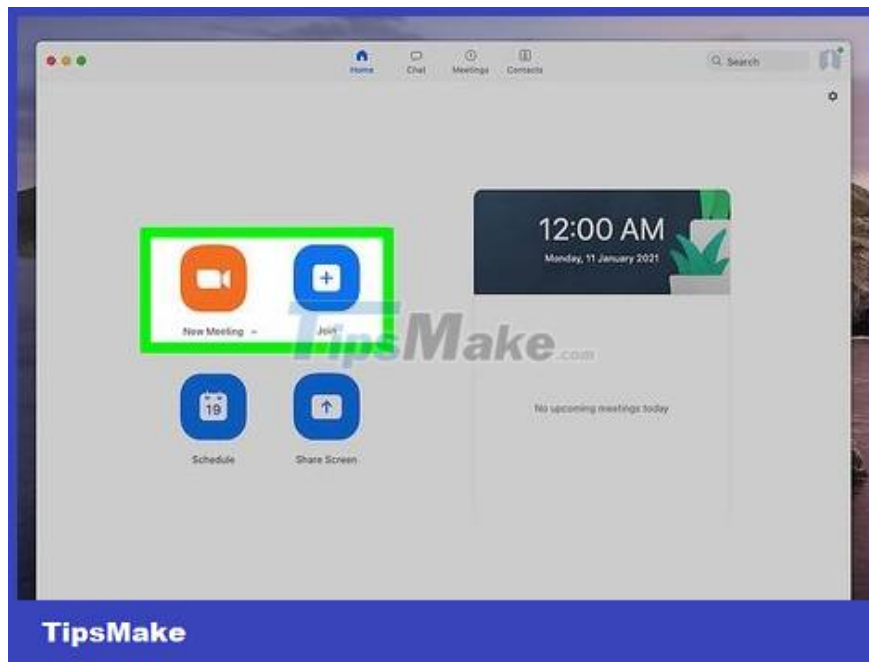 Home Chat Meetings Contacts
Search
12:00 AM
Monday, 11 January 2021
New Meeting
Join
TipsMake.com
19
No upcoming meetings today
Schedule
Share Screen
TipsMake